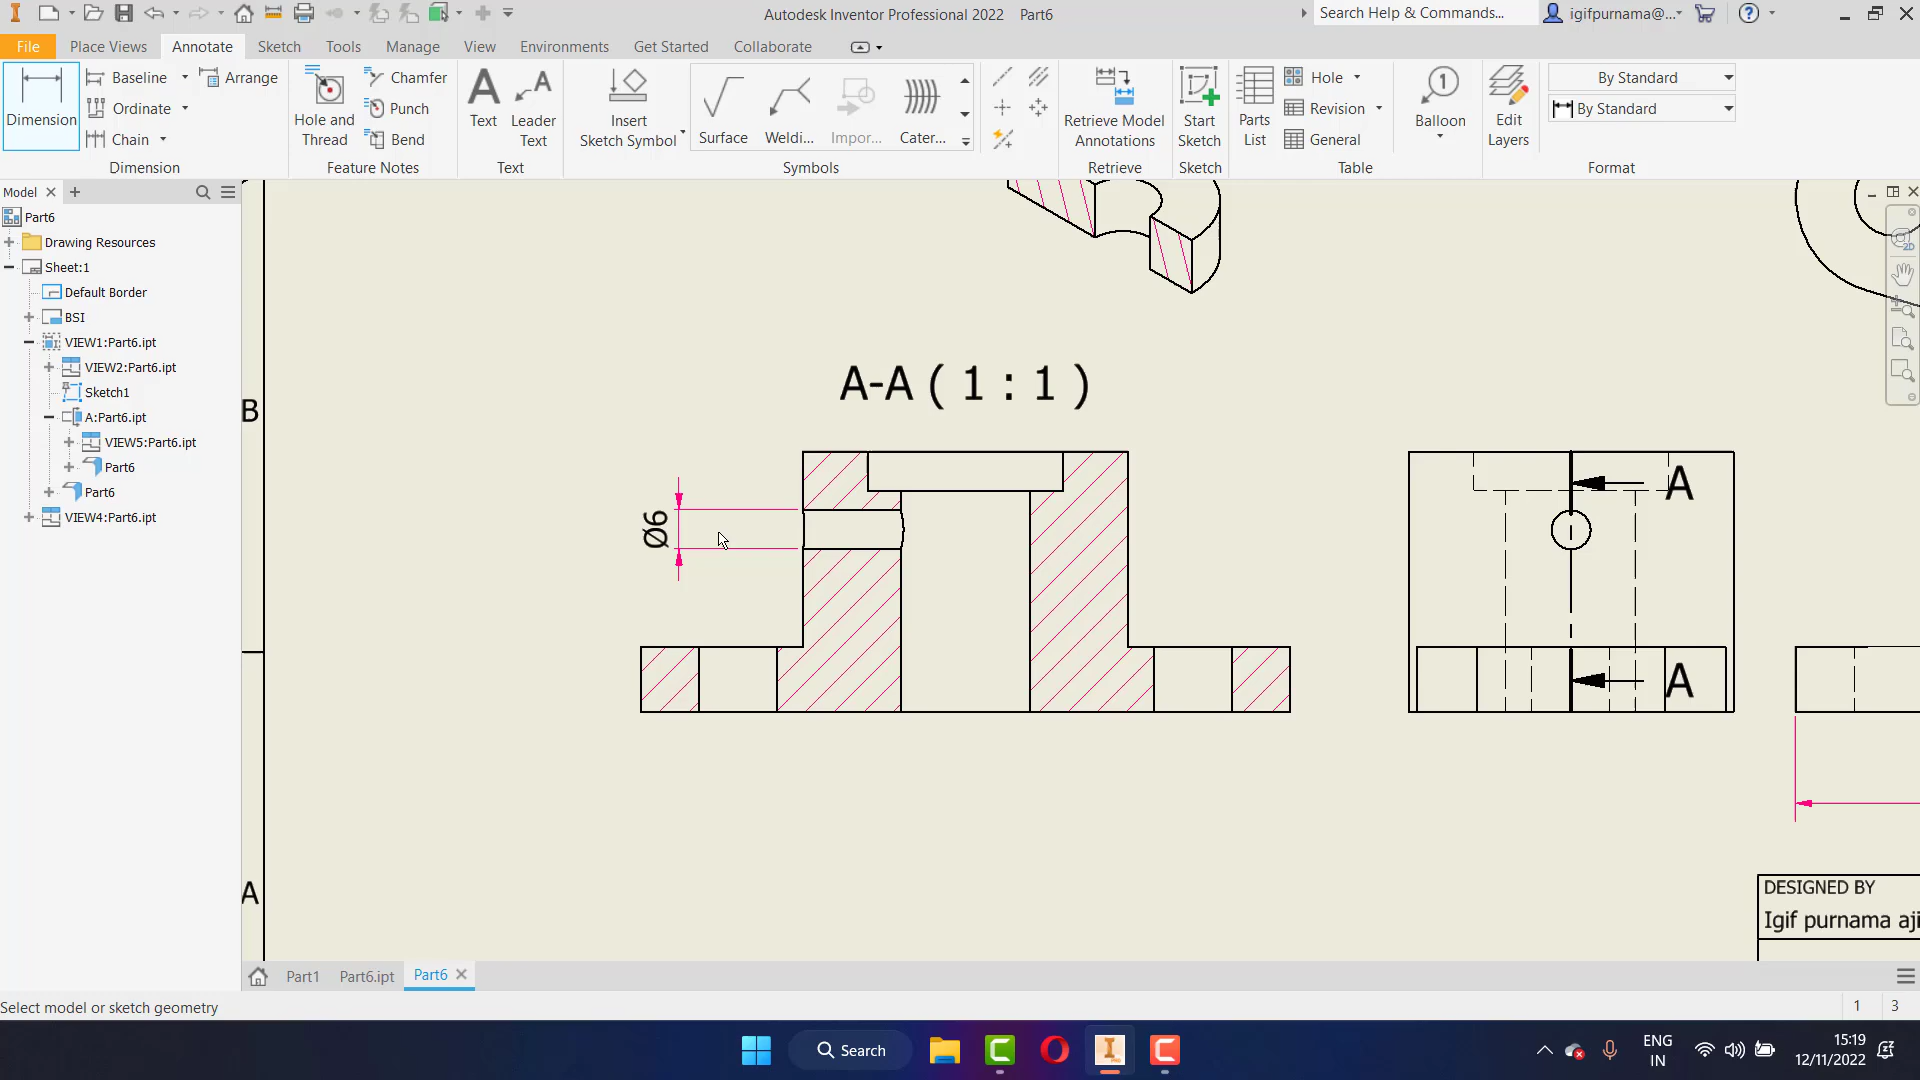 Autodesk Inventor Professional 2022 Part6
Search Help & Commands...
igifpurnama@...
File Place Views Annotate Sketch Tools Manage View Environments Get Started Collaborate
Dimension
Baseline
Ordinate
Chain
Arrange
Dimension
Hole and
Thread
Chamfer
Punch
Bend
Feature Notes
Text
Leader
Text
Text
Insert
Sketch Symbol
Surface
Weldi...
Impor...
Cater...
Symbols
Retrieve Model
Annotations
Retrieve
Start
Sketch
Sketch
Parts
List
Hole
Revision
General
Table
1
Balloon
Edit
Layers
By Standard
By Standard
Format
Model
Part6
Drawing Resources
Sheet:1
Default Border
BSI
VIEW1:Part6.ipt
VIEW2:Part6.ipt
Sketch1
A:Part6.ipt
VIEW5:Part6.ipt
Part6
Part6
VIEW4:Part6.ipt
2D
B
A
A-A ( 1 : 1 )
Ø6
A
A
DESIGNED BY
Igif purnama aji
Part1 Part6.ipt Part6
Select model or sketch geometry
1 3
Search
ENG
IN
15:19
12/11/2022